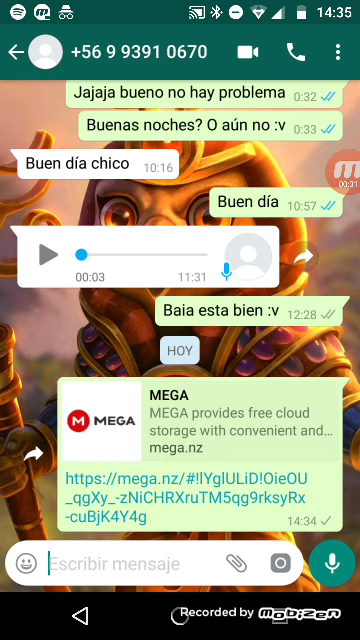 14:35
+56 9 9391 0670
Jajaja bueno no hay problema 0:32
Buenas noches? O aún no :v 0:33
Buen día chico 10:16
00:31
Buen día 10:57
00:03 11:31
Baia esta bien :v 12:28
HOY
MEGA
MEGA provides free cloud
storage with convenient and...
mega.nz
M MEGA
https://mega.nz/#!lYglULiD!OieOU
_qgXy_-zNiCHRXruTM5qg9rksyRx
-cuBjK4Y4g
14:34
Escribir mensaje
Recorded by mobizen